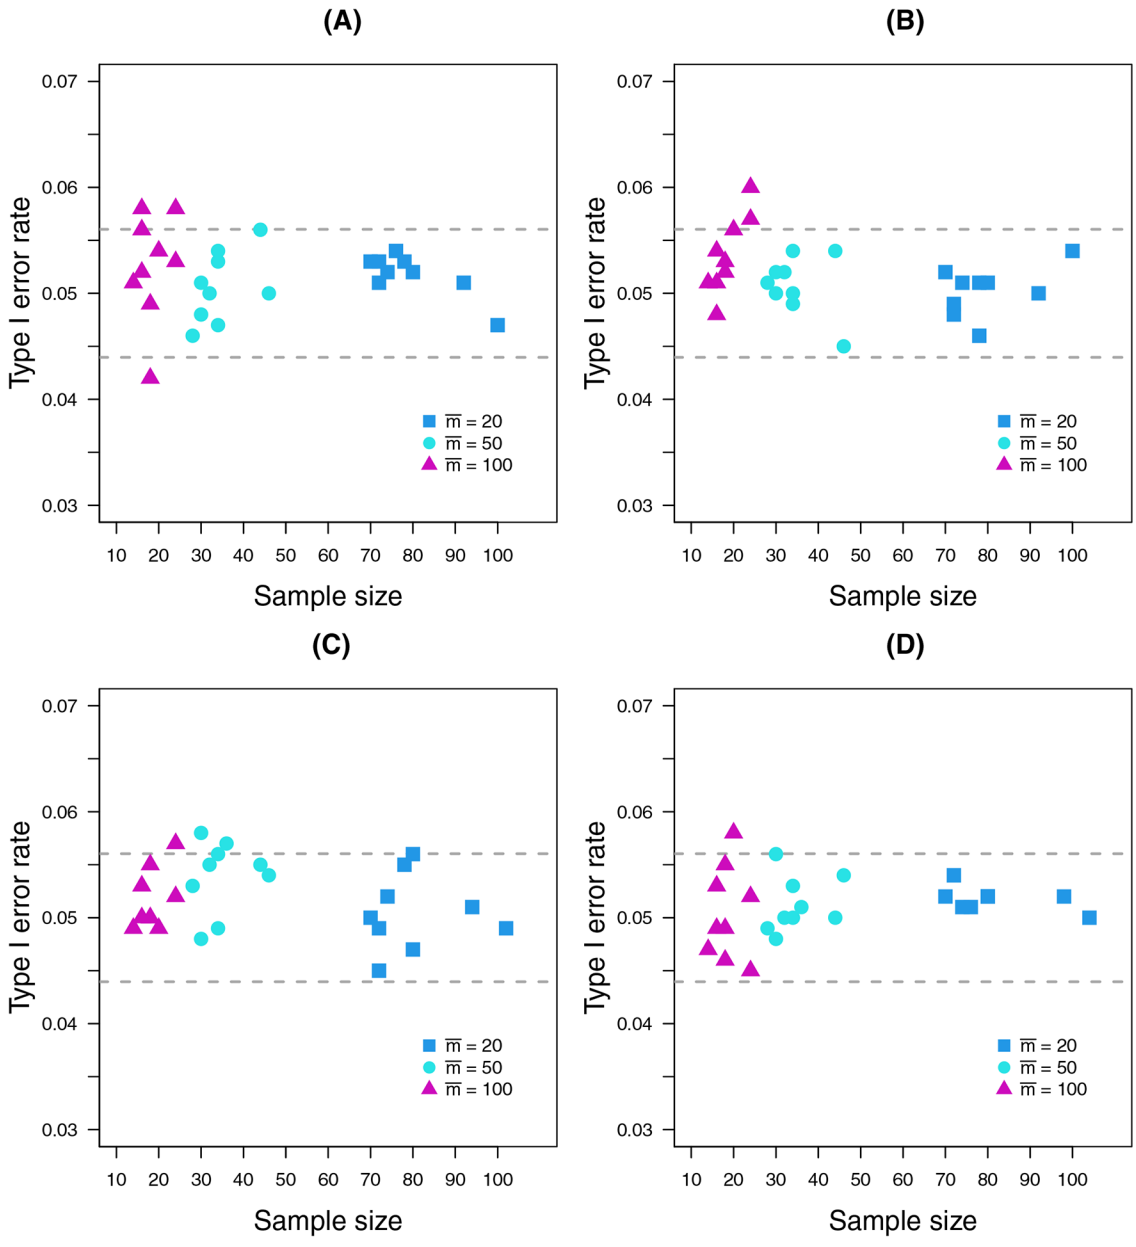 (A)
0.07
0.06
0.05
0.04
0.03
Type I error rate
m̅ = 20
m̅ = 50
m̅ = 100
10 20 30 40 50 60 70 80 90 100
Sample size
(B)
0.07
0.06
0.05
0.04
0.03
Type I error rate
m̅ = 20
m̅ = 50
m̅ = 100
10 20 30 40 50 60 70 80 90 100
Sample size
(C)
0.07
0.06
0.05
0.04
0.03
Type I error rate
m̅ = 20
m̅ = 50
m̅ = 100
10 20 30 40 50 60 70 80 90 100
Sample size
(D)
0.07
0.06
0.05
0.04
0.03
Type I error rate
m̅ = 20
m̅ = 50
m̅ = 100
10 20 30 40 50 60 70 80 90 100
Sample size